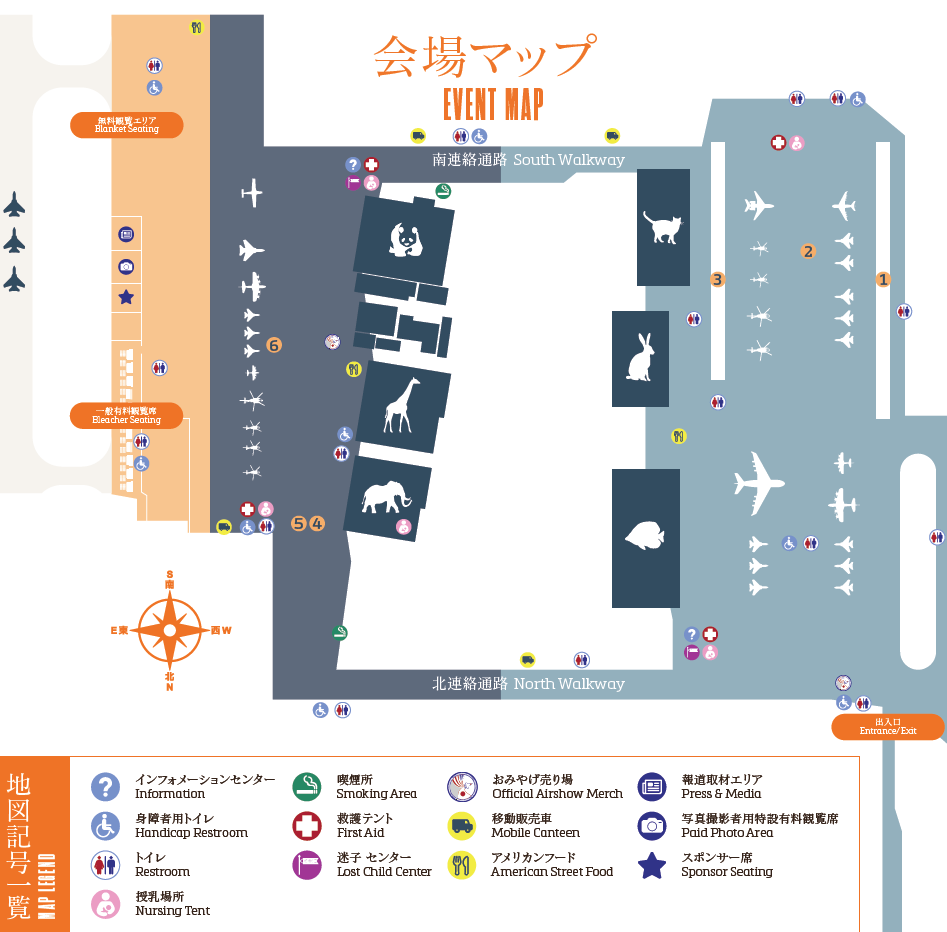 会場マップ
EVENT MAP
無料観覧エリア
Blanket Seating
南連絡通路 South Walkway
?
2
3
1
6
一般有料観覧席
Bleacher Seating
5 4
S
南
E東
西W
北
N
?
北連絡通路 North Walkway
出入口
Entrance/Exit
地図記号一覧
MAP LEGEND
?
インフォメーションセンター
Information
身障者用トイレ
Handicap Restroom
トイレ
Restroom
授乳場所
Nursing Tent
喫煙所
Smoking Area
救護テント
First Aid
迷子 センター
Lost Child Center
おみやげ売り場
Official Airshow Merch
移動販売車
Mobile Canteen
アメリカンフード
American Street Food
報道取材エリア
Press & Media
写真撮影者用特設有料観覧席
Paid Photo Area
スポンサー席
Sponsor Seating